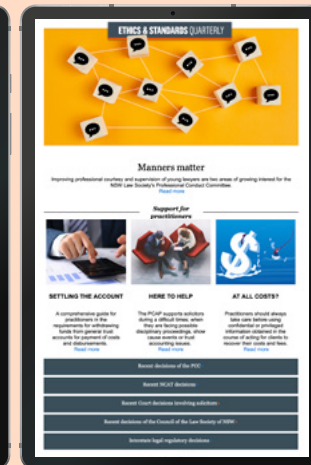 ETHICS & STANDARDS QUARTERLY
Manners matter
Improving professional courtesy and supervision of young lawyers are two areas of growing interest for the
NSW Law Society's Professional Conduct Committee.
Read more
Support for
practitioners
SETTLING THE ACCOUNT
A comprehensive guide for
practitioners in the
requirements for withdrawing
funds from general trust
accounts for payment of costs
and disbursements.
Read more
HERE TO HELP
The PCAP supports solicitors
during a difficult times, when
they are facing possible
disciplinary proceedings, show
cause events or trust
accounting issues.
Read more
AT ALL COSTS?
Practitioners should always
take care before using
confidential or privileged
information obtained in the
course of acting for clients to
recover their costs and fees.
Read more
Recent decisions of the PCC
Recent NCAT decisions
Recent Court decisions involving solicitors
Recent decisions of the Council of the Law Society of NSW
Interstate legal regulatory decisions